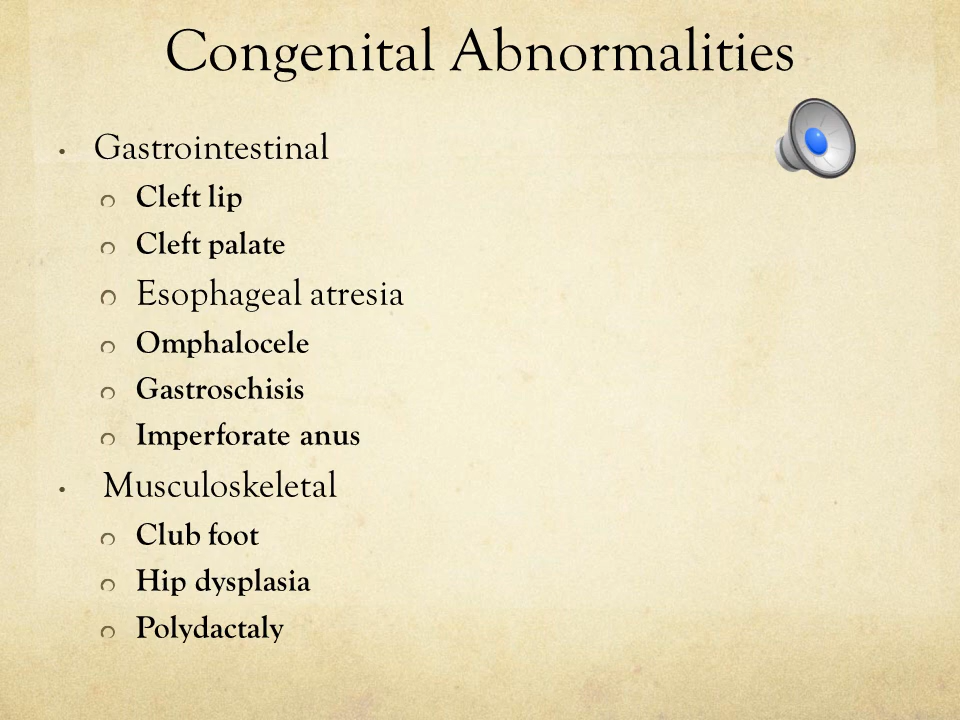 Congenital Abnormalities
• Gastrointestinal
Cleft lip
Cleft palate
Esophageal atresia
Omphalocele
Gastroschisis
Imperforate anus
• Musculoskeletal
Club foot
Hip dysplasia
Polydactaly